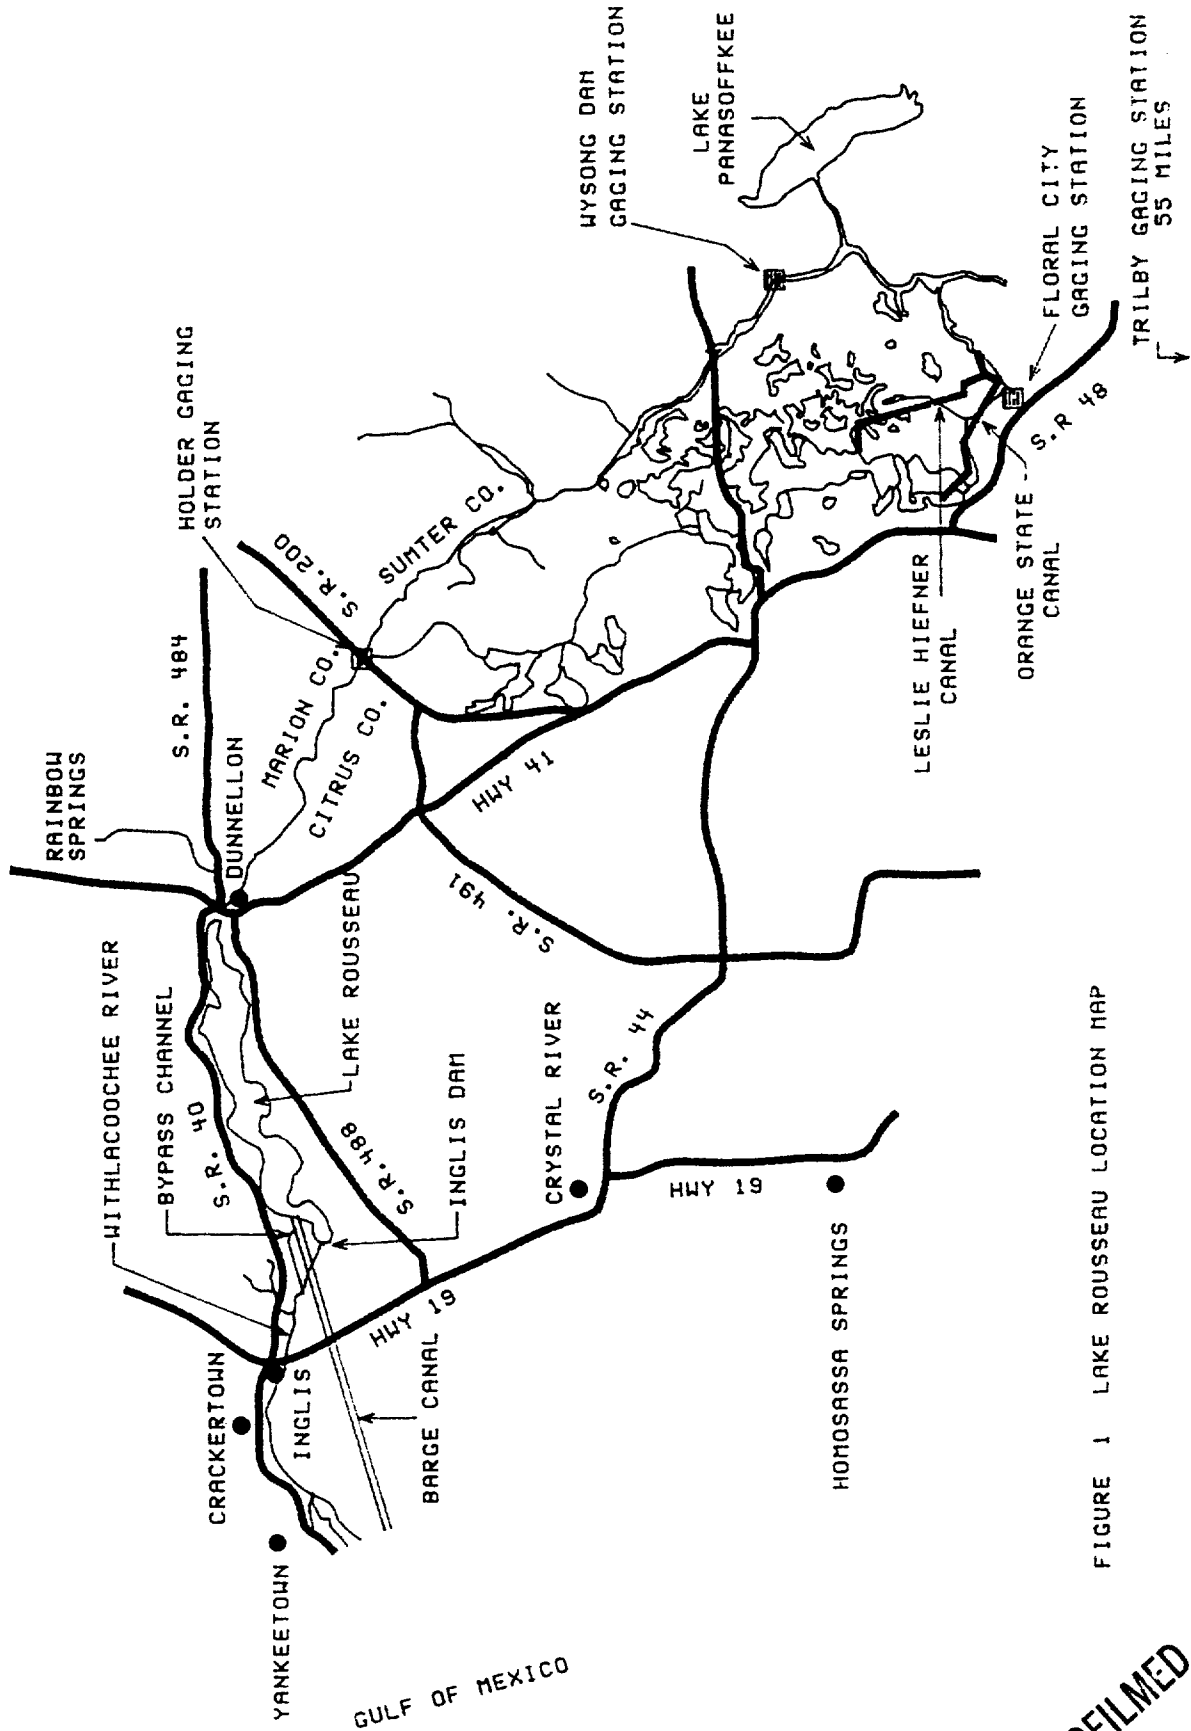 WITHLACOOCHEE RIVER
BYPASS CHANNEL
RAINBOW
SPRINGS
S.R. 484
HOLDER GAGING
STATION
S.R. 200
SUMTER CO.
MARION CO.
CITRUS CO.
DUNNELLON
S.R. 40
LAKE ROUSSEAU
INGLIS DAM
S.R. 488
CRACKERTOWN
YANKEETOWN
INGLIS
HWY 19
BARGE CANAL
GULF OF MEXICO
HWY 41
S.R. 491
CRYSTAL RIVER
S.R. 44
HWY 19
HOMOSASSA SPRINGS
WYSONG DAM
GAGING STATION
LAKE
PANASOFFKEE
LESLIE HIEFNER
CANAL
ORANGE STATE
CANAL
S.R 48
FLORAL CITY
GAGING STATION
TRILBY GAGING STATION
55 MILES
FIGURE 1 LAKE ROUSSEAU LOCATION MAP